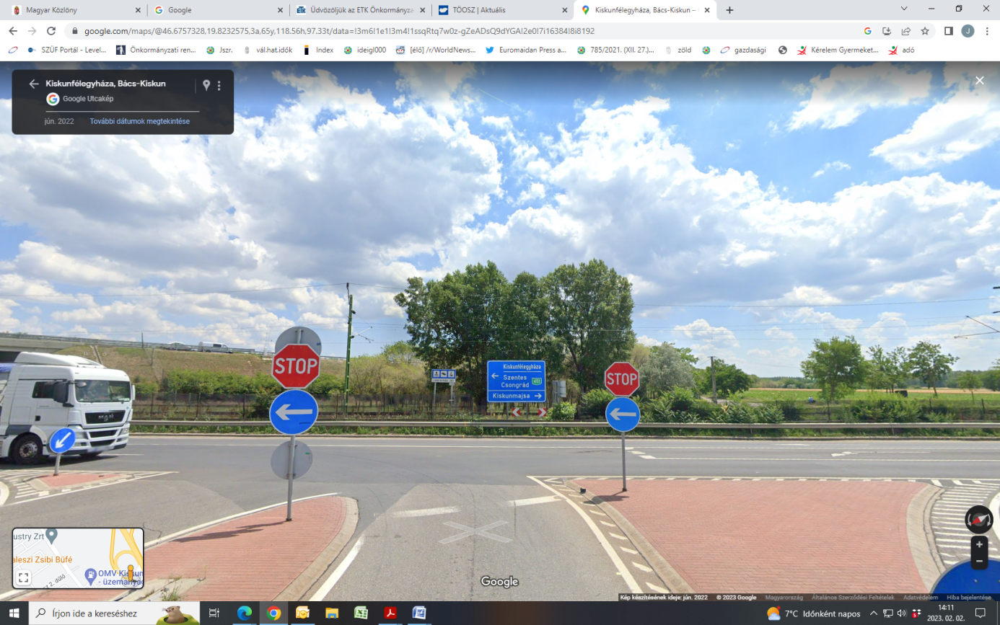 Magyar Közlöny
Google
Üdvözöljük az ETK Önkormányza
TÖOSZ | Aktuális
Kiskunfélegyháza, Bács-Kiskun –
google.com/maps/@46.6757328,19.8232575,3a,65y,118.56h,97.33t/data=!3m6!1e1!3m4!1ssqRtq7w0z-gZeADsQ9dYGA!2e0!7i16384!8i8192
SZÜF Portál - Level...
Önkormányzati ren...
Jszr.
vál.hat.idők
Index
ideigl000
[élő] /r/WorldNews...
Euromaidan Press a...
785/2021. (XII. 27.)...
zöld
gazdasági
Kérelem Gyermeket...
adó
Kiskunfélegyháza, Bács-Kiskun
Google Utcakép
jún. 2022
További dátumok megtekintése
STOP
Kiskunfélegyháza
Szentes
Csongrád
451
Kiskunmajsa
STOP
ustry Zrt
aleszi Zsibi Büfé
OMV Kiskun
- üzemanyag
z 2. dűlő
Google
Kép készítésének ideje: jún. 2022
© 2023 Google
Magyarország
Általános Szerződési Feltételek
Adatvédelem
Hiba bejelentése
Írjon ide a kereséshez
7°C Időnként napos
14:11
2023. 02. 02.